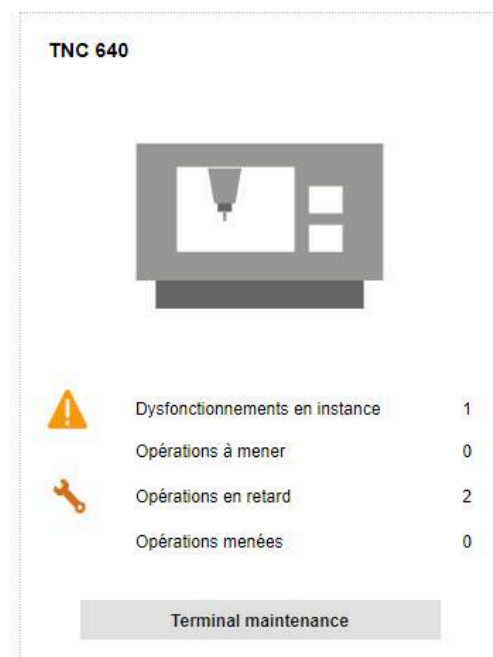 TNC 640
Dysfonctionnements en instance 1
Opérations à mener 0
Opérations en retard 2
Opérations menées 0
Terminal maintenance